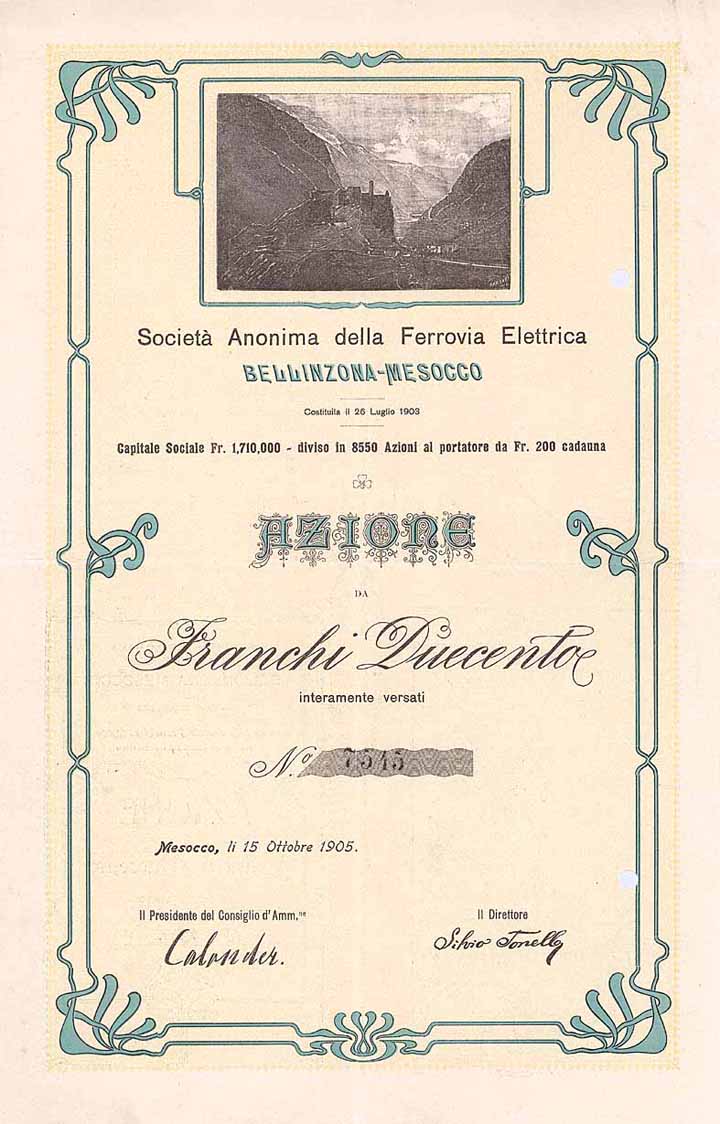 Società Anonima della Ferrovia Elettrica
BELLINZONA-MESOCCO
Costituita il 26 Luglio 1903
Capitale Sociale Fr. 1,710,000 - diviso in 8550 Azioni al portatore da Fr. 200 cadauna
AZIONE
DA
Franchi Duecento
interamente versati
N.º 7545
Mesocco, li 15 Ottobre 1905.
Il Presidente del Consiglio d'Amm.ne
Il Direttore
Calonder.
Silvio Tonella